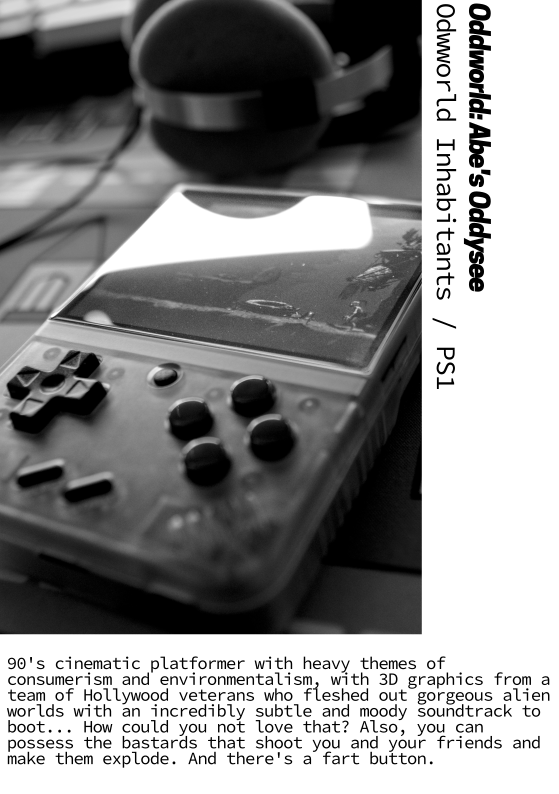 Oddworld: Abe's Oddysee
Odwworld Inhabitants / PS1
90's cinematic platformer with heavy themes of
consumerism and environmentalism, with 3D graphics from a
team of Hollywood veterans who fleshed out gorgeous alien
worlds with an incredibly subtle and moody soundtrack to
boot... How could you not love that? Also, you can
possess the bastards that shoot you and your friends and
make them explode. And there's a fart button.